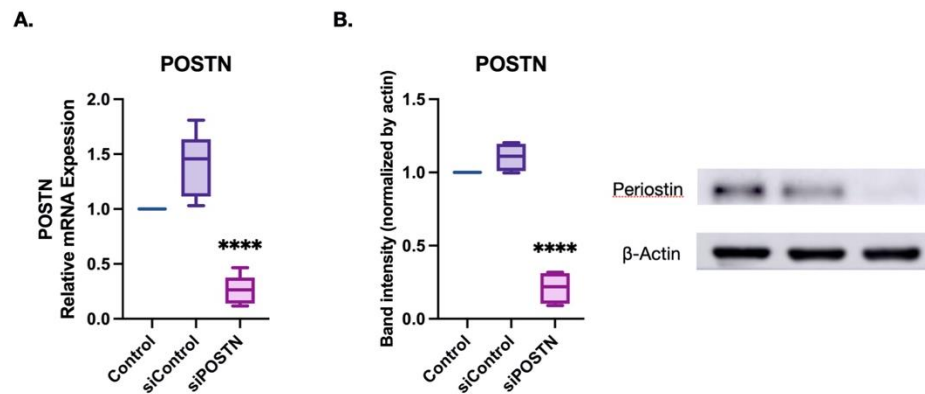 A.
POSTN
POSTN
Relative mRNA Expession
2.0
1.5
1.0
0.5
0.0
****
Control
siControl
siPOSTN
B.
POSTN
Band intensity (normalized by actin)
1.5
1.0
0.5
0.0
****
Control
siControl
siPOSTN
Periostin
β-Actin